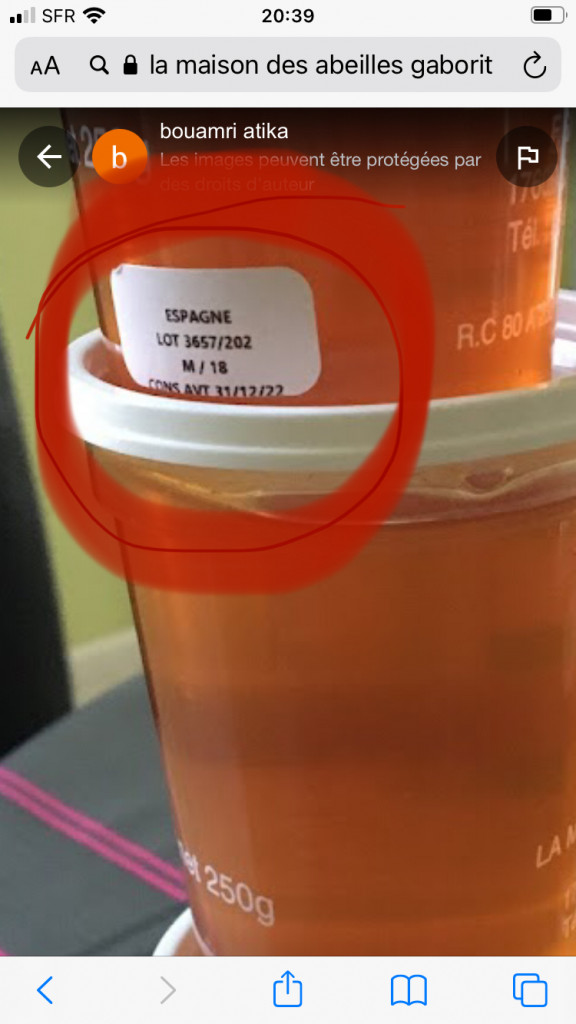 SFR
20:39
AA
la maison des abeilles gaborit
b
bouamri atika
Les images peuvent être protégées par
des droits d'auteur
Tél.
ESPAGNE
LOT 3657/202
M / 18
CONS AVT 31/12/22
R.C 80 A
250g
LA